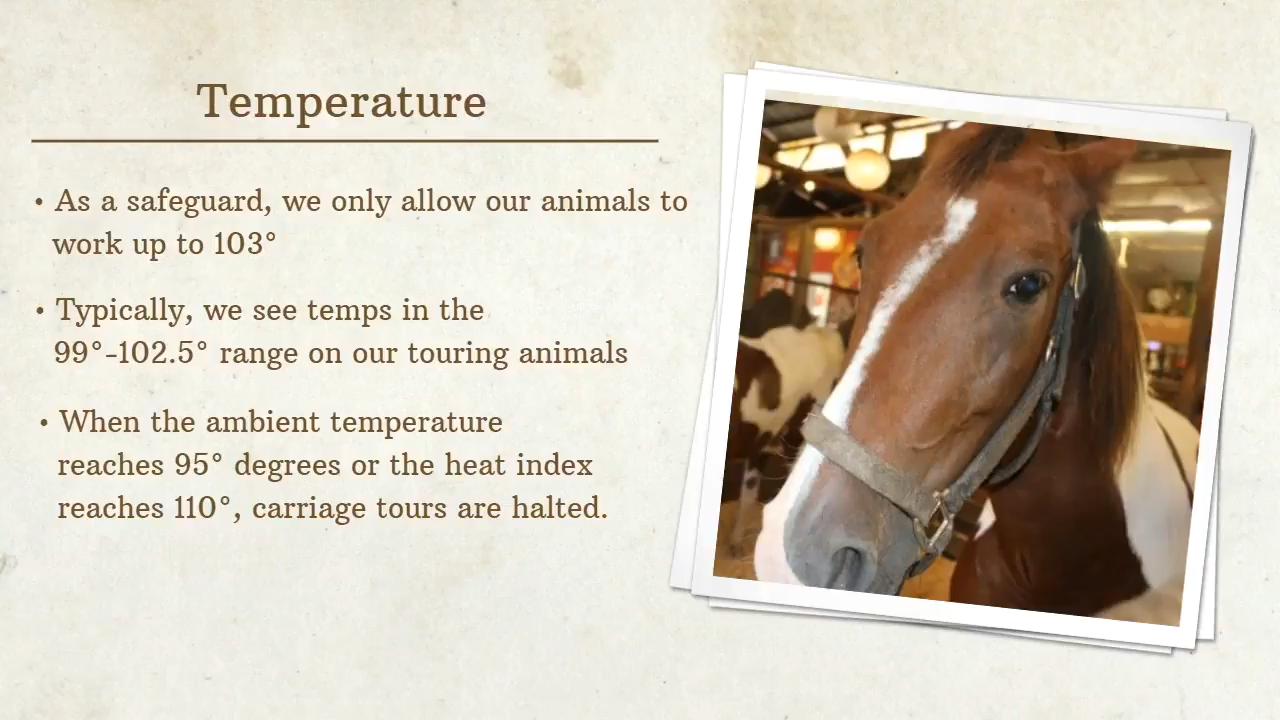 Temperature
• As a safeguard, we only allow our animals to
work up to 103°
• Typically, we see temps in the
99°-102.5° range on our touring animals
• When the ambient temperature
reaches 95° degrees or the heat index
reaches 110°, carriage tours are halted.